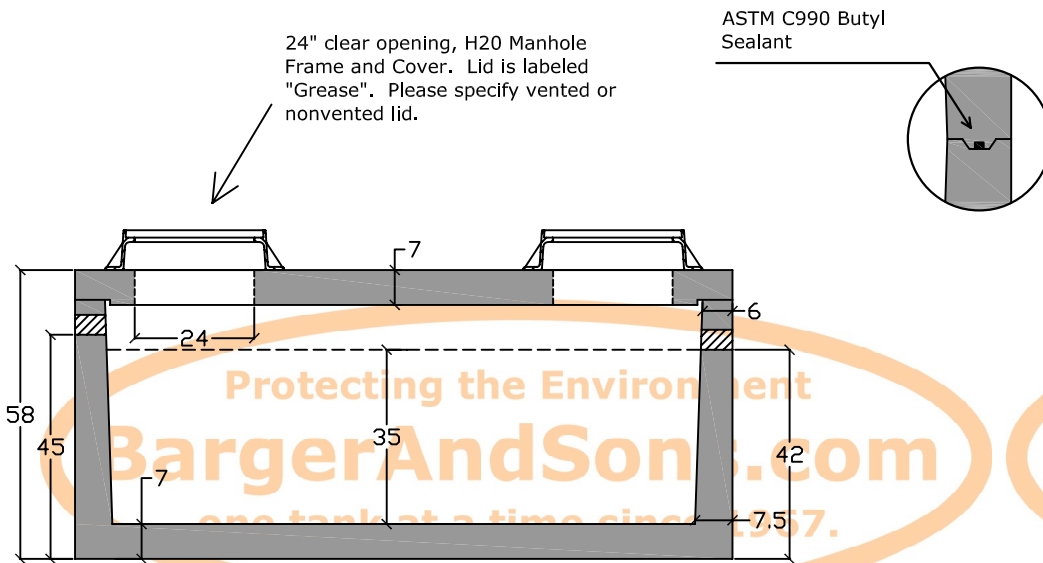 24" clear opening, H20 Manhole
Frame and Cover.  Lid is labeled
"Grease".  Please specify vented or
nonvented lid.
ASTM C990 Butyl
Sealant
7
6
24
Protecting the Environment
58
45
35
BargerAndSons.com
42
7
one tank at a time since 1967.
7.5